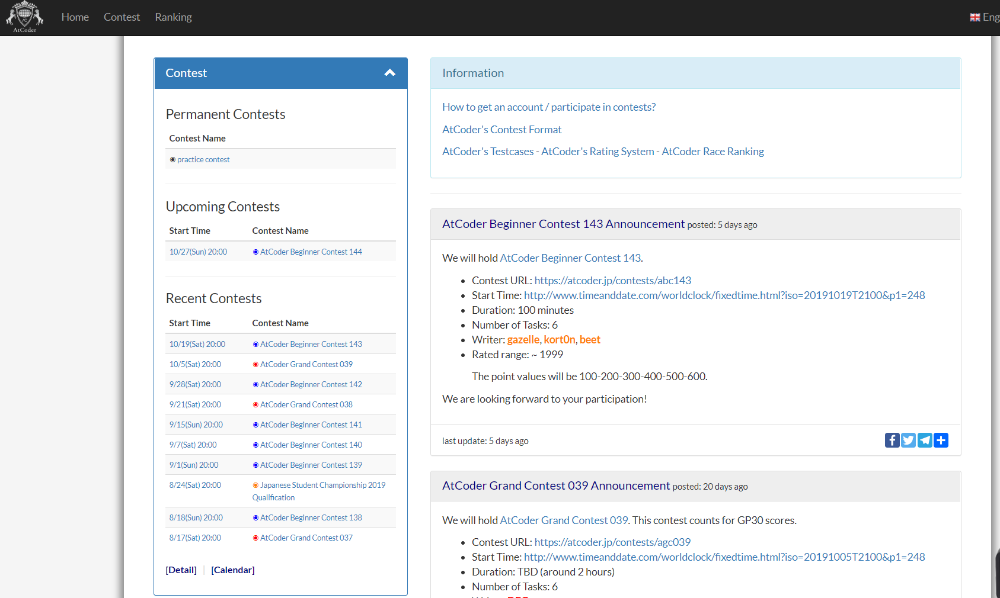 AtCoder
Home Contest Ranking
Eng
Contest
Permanent Contests
Contest Name
practice contest
Upcoming Contests
Start Time Contest Name
10/27(Sun) 20:00 AtCoder Beginner Contest 144
Recent Contests
Start Time Contest Name
10/19(Sat) 20:00 AtCoder Beginner Contest 143
10/5(Sat) 20:00 AtCoder Grand Contest 039
9/28(Sat) 20:00 AtCoder Beginner Contest 142
9/21(Sat) 20:00 AtCoder Grand Contest 038
9/15(Sun) 20:00 AtCoder Beginner Contest 141
9/7(Sat) 20:00 AtCoder Beginner Contest 140
9/1(Sun) 20:00 AtCoder Beginner Contest 139
8/24(Sat) 20:00 Japanese Student Championship 2019
Qualification
8/18(Sun) 20:00 AtCoder Beginner Contest 138
8/17(Sat) 20:00 AtCoder Grand Contest 037
[Detail] | [Calendar]
Information
How to get an account / participate in contests?
AtCoder's Contest Format
AtCoder's Testcases - AtCoder's Rating System - AtCoder Race Ranking
AtCoder Beginner Contest 143 Announcement posted: 5 days ago
We will hold AtCoder Beginner Contest 143.
• Contest URL: https://atcoder.jp/contests/abc143
• Start Time: http://www.timeanddate.com/worldclock/fixedtime.html?iso=20191019T2100&p1=248
• Duration: 100 minutes
• Number of Tasks: 6
• Writer: gazelle, kort0n, beet
• Rated range: ~ 1999
The point values will be 100-200-300-400-500-600.
We are looking forward to your participation!
last update: 5 days ago
AtCoder Grand Contest 039 Announcement posted: 20 days ago
We will hold AtCoder Grand Contest 039. This contest counts for GP30 scores.
• Contest URL: https://atcoder.jp/contests/agc039
• Start Time: http://www.timeanddate.com/worldclock/fixedtime.html?iso=20191005T2100&p1=248
• Duration: TBD (around 2 hours)
• Number of Tasks: 6